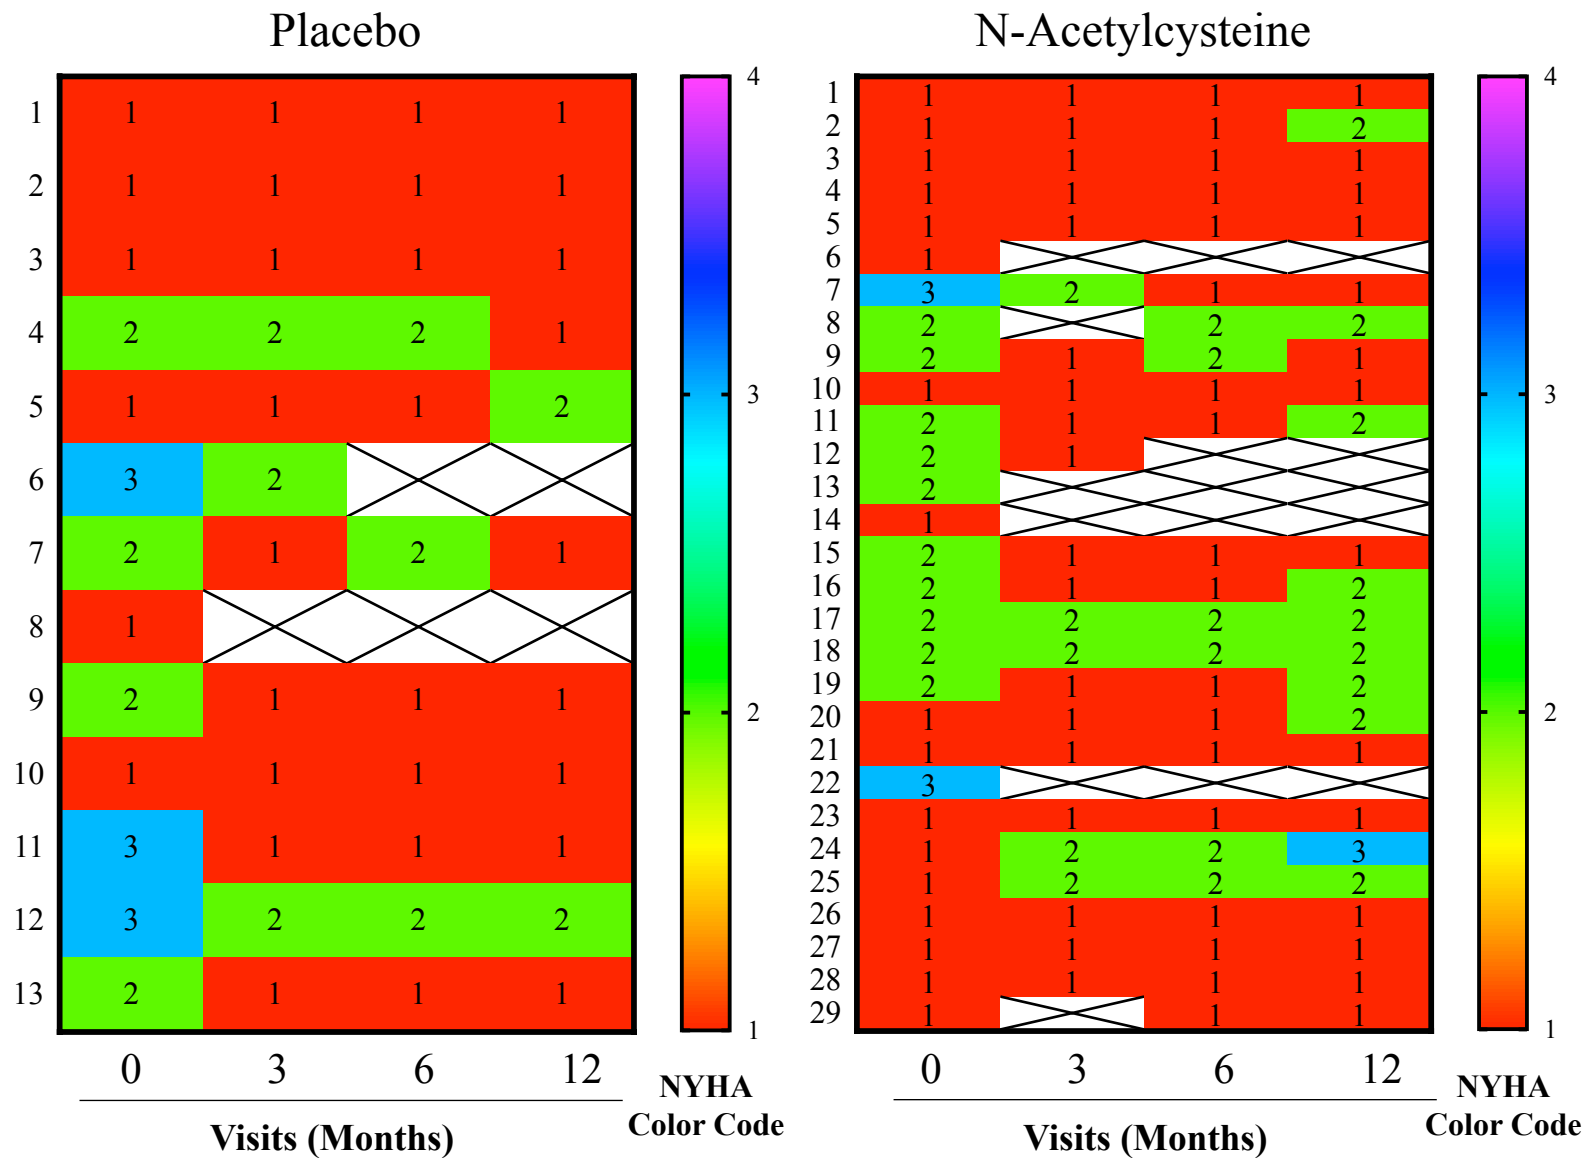 Placebo
N-Acetylcysteine
1 1 1 1 1
2 1 1 1 1
3 1 1 1 1
4 2 2 2 1
5 1 1 1 2
6 3 2
7 2 1 2 1
8 1
9 2 1 1 1
10 1 1 1 1
11 3 1 1 1
12 3 2 2 2
13 2 1 1 1
0 3 6 12
Visits (Months)
4
3
2
1
NYHA
Color Code
1 1 1 1 1
2 1 1 1 2
3 1 1 1 1
4 1 1 1 1
5 1 1 1 1
6 1
7 3 2 1 1
8 2 2 2
9 2 1 2 1
10 1 1 1 1
11 2 1 1 2
12 2 1
13 2
14 1
15 2 1 1 1
16 2 1 1 2
17 2 2 2 2
18 2 2 2 2
19 2 1 1 2
20 1 1 1 2
21 1 1 1 1
22 3
23 1 1 1 1
24 1 2 2 3
25 1 2 2 2
26 1 1 1 1
27 1 1 1 1
28 1 1 1 1
29 1 1 1
0 3 6 12
Visits (Months)
4
3
2
1
NYHA
Color Code